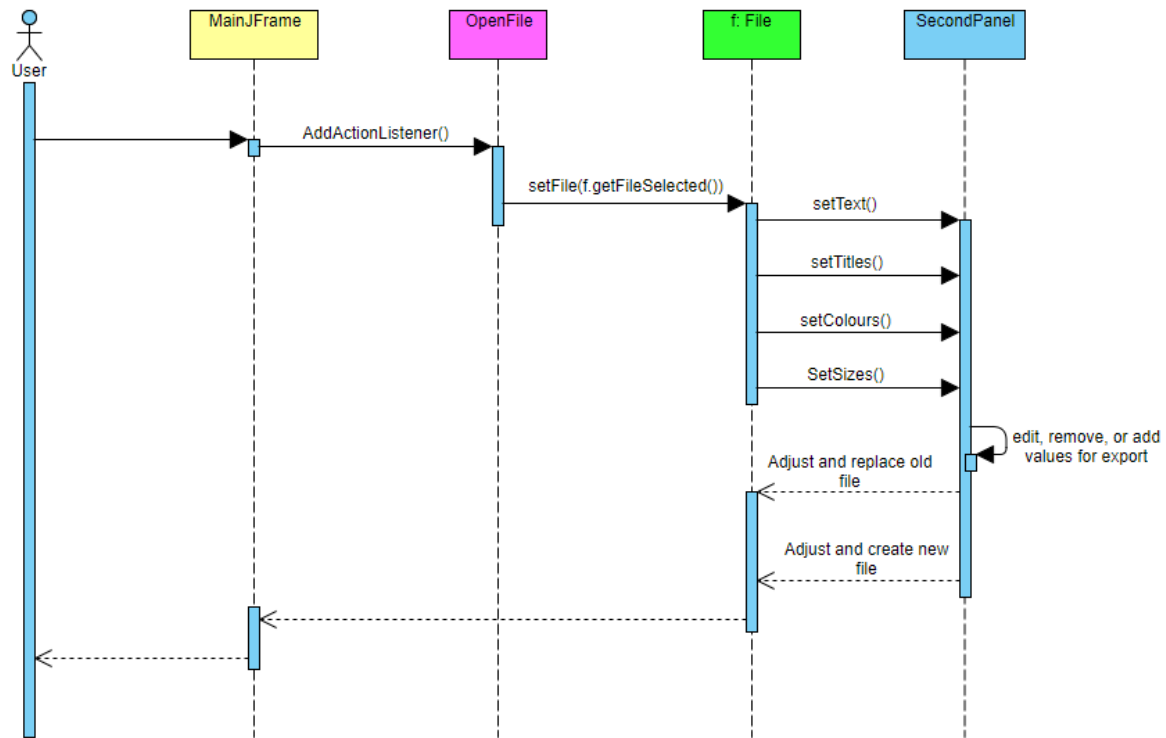 MainJFrame
OpenFile
f: File
SecondPanel
User
AddActionListener()
setFile(f.getFileSelected())
setText()
setTitles()
setColours()
SetSizes()
edit, remove, or add
values for export
Adjust and replace old
file
Adjust and create new
file